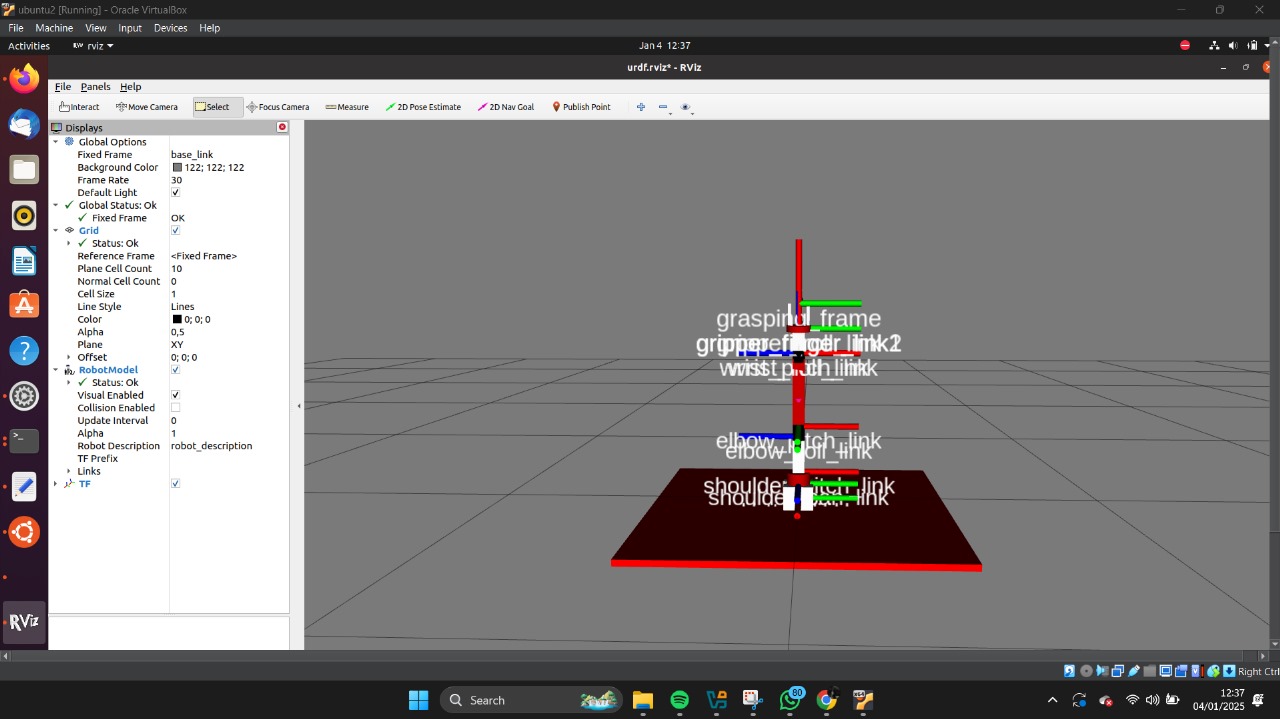 ubuntu2 [Running] - Oracle VirtualBox
File Machine View Input Devices Help
Activities rviz Jan 4 12:37
urdf.rviz* - RViz
File Panels Help
Interact Move Camera Select Focus Camera Measure 2D Pose Estimate 2D Nav Goal Publish Point
Displays
Global Options
Fixed Frame base_link
Background Color 122; 122; 122
Frame Rate 30
Default Light
Global Status: Ok
Fixed Frame OK
Grid
Status: Ok
Reference Frame <Fixed Frame>
Plane Cell Count 10
Normal Cell Count 0
Cell Size 1
Line Style Lines
Color 0; 0; 0
Alpha 0,5
Plane XY
Offset 0; 0; 0
RobotModel
Status: Ok
Visual Enabled
Collision Enabled
Update Interval 0
Alpha 1
Robot Description robot_description
TF Prefix
Links
TF
grasping_frame
elbow_pitch_link
elbow_roll_link
shoulder_pitch_link
RViz
Right Ctrl
Search
80
12:37
04/01/2025